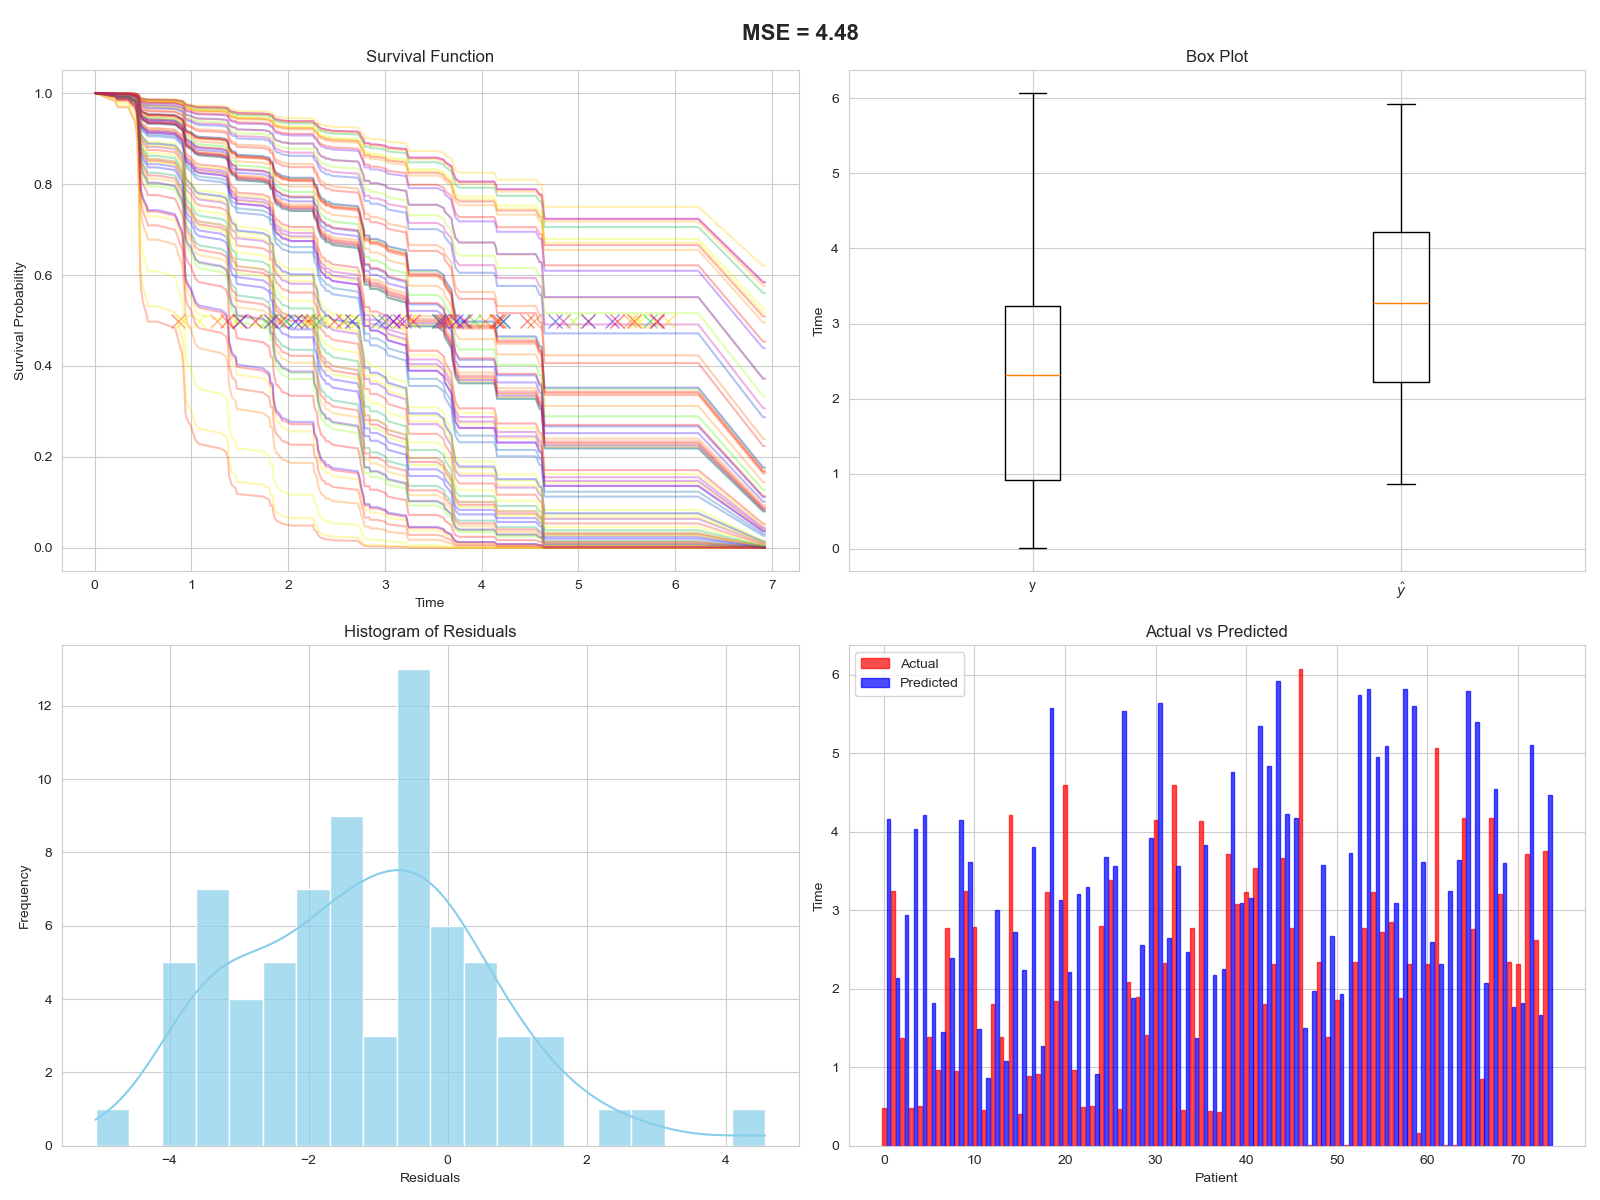 MSE = 4.48
Survival Function
Survival Probability
1.0
0.8
0.6
0.4
0.2
0.0
0 1 2 3 4 5 6 7
Time
Box Plot
Time
6
5
4
3
2
1
0
y ŷ
Histogram of Residuals
Frequency
12
10
8
6
4
2
0
−4 −2 0 2 4
Residuals
Actual vs Predicted
Actual
Predicted
Time
6
5
4
3
2
1
0
0 10 20 30 40 50 60 70
Patient